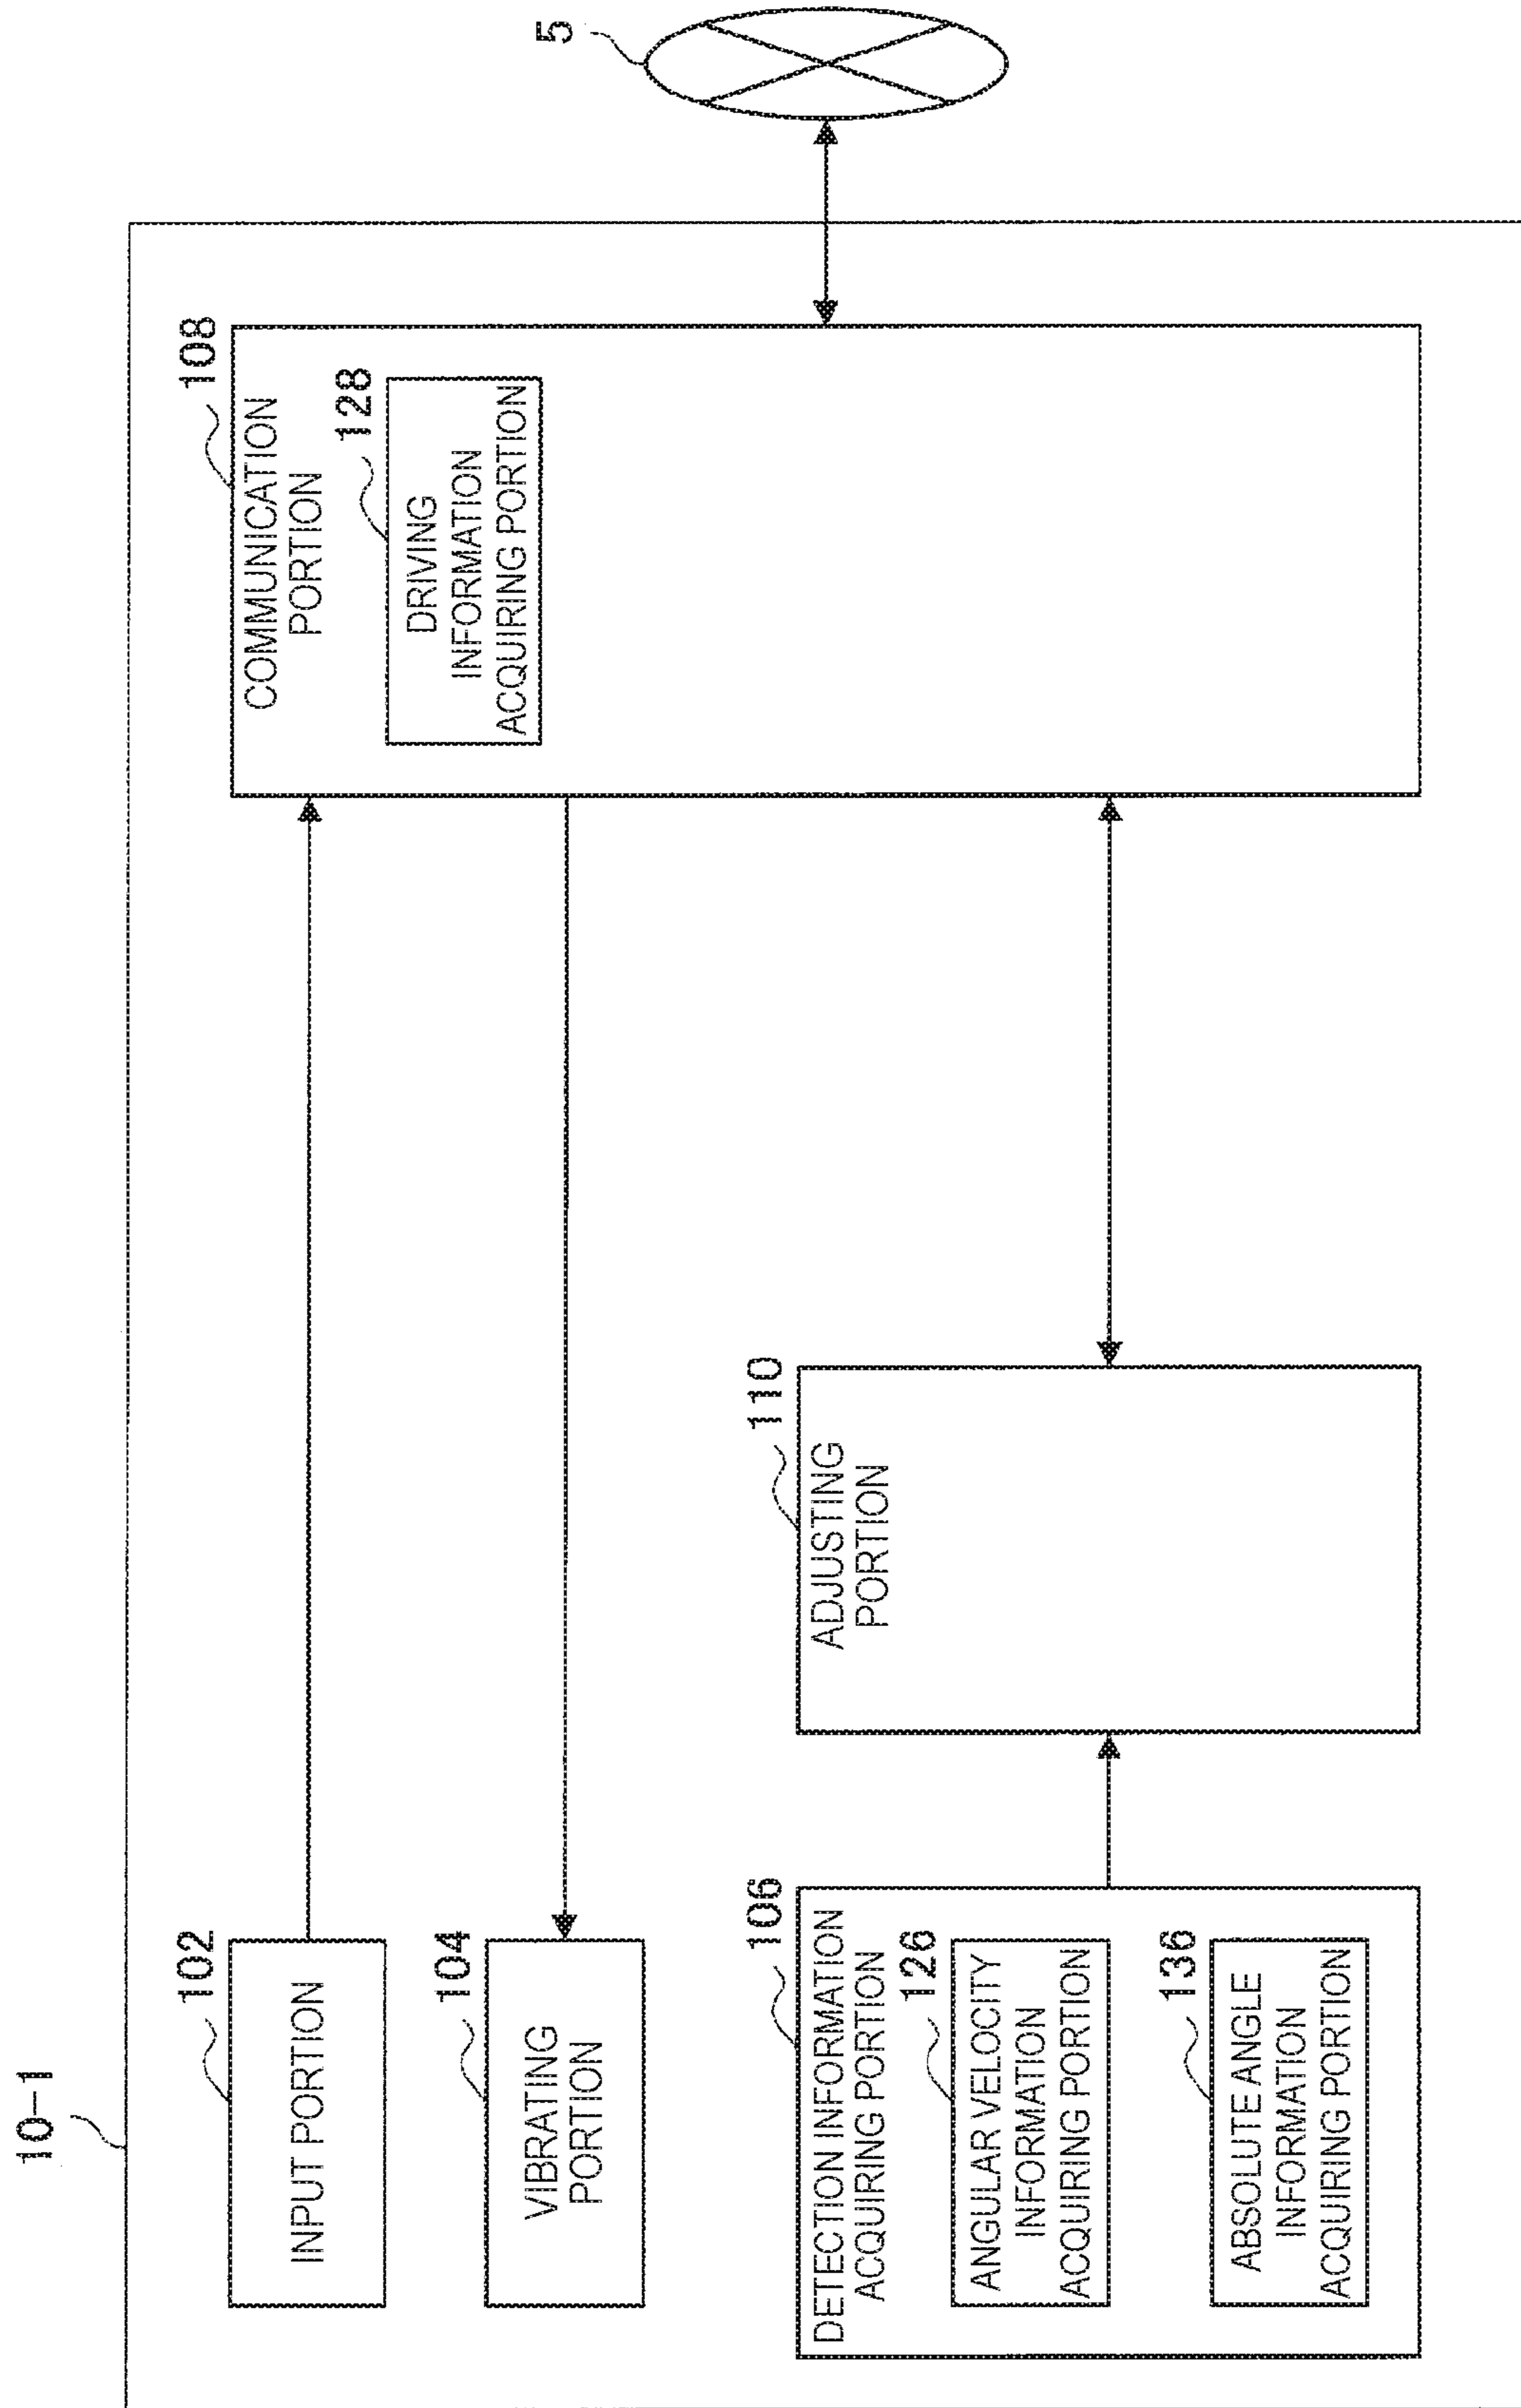 10-1
102
INPUT PORTION
104
VIBRATING
PORTION
106
DETECTION INFORMATION
ACQUIRING PORTION
126
ANGULAR VELOCITY
INFORMATION
ACQUIRING PORTION
136
ABSOLUTE ANGLE
INFORMATION
ACQUIRING PORTION
110
ADJUSTING
PORTION
108
COMMUNICATION
PORTION
128
DRIVING
INFORMATION
ACQUIRING PORTION
5